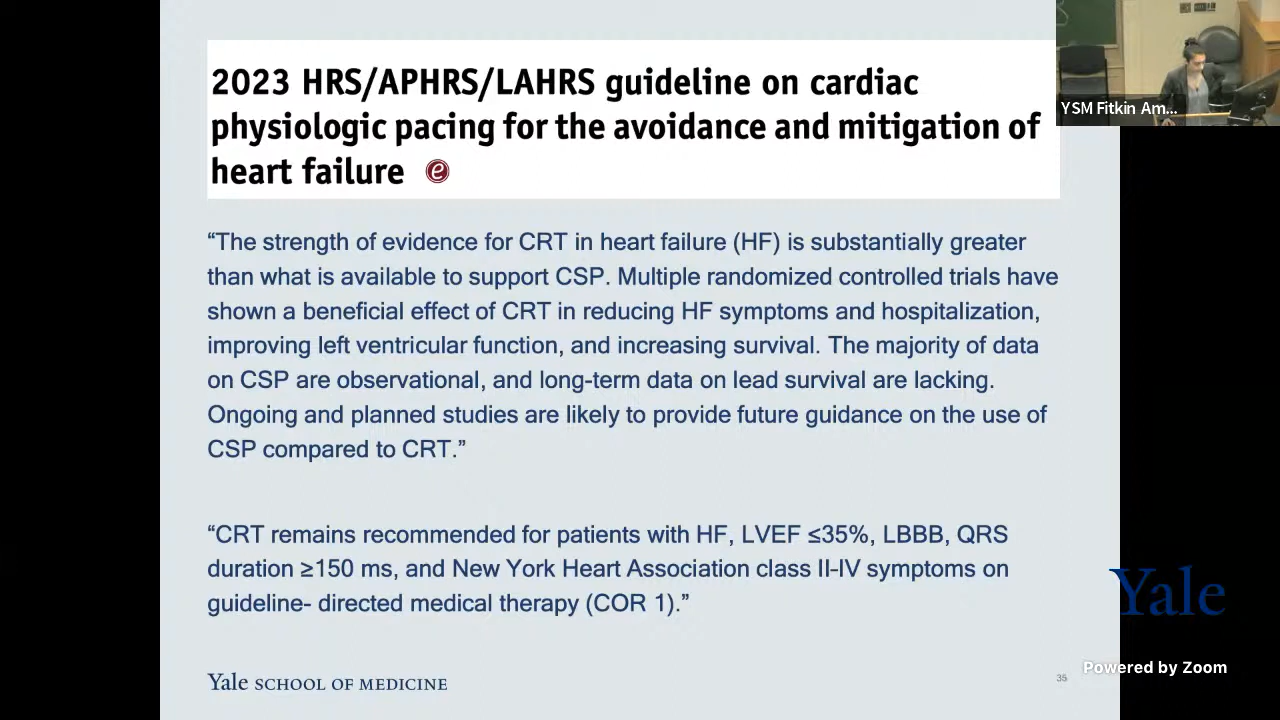 2023 HRS/APHRS/LAHRS guideline on cardiac
physiologic pacing for the avoidance and mitigation of
heart failure e
YSM Fitkin Am...
“The strength of evidence for CRT in heart failure (HF) is substantially greater
than what is available to support CSP. Multiple randomized controlled trials have
shown a beneficial effect of CRT in reducing HF symptoms and hospitalization,
improving left ventricular function, and increasing survival. The majority of data
on CSP are observational, and long-term data on lead survival are lacking.
Ongoing and planned studies are likely to provide future guidance on the use of
CSP compared to CRT.”
“CRT remains recommended for patients with HF, LVEF ≤35%, LBBB, QRS
duration ≥150 ms, and New York Heart Association class II-IV symptoms on
guideline- directed medical therapy (COR 1).”
Yale SCHOOL OF MEDICINE
35
Yale
Powered by Zoom